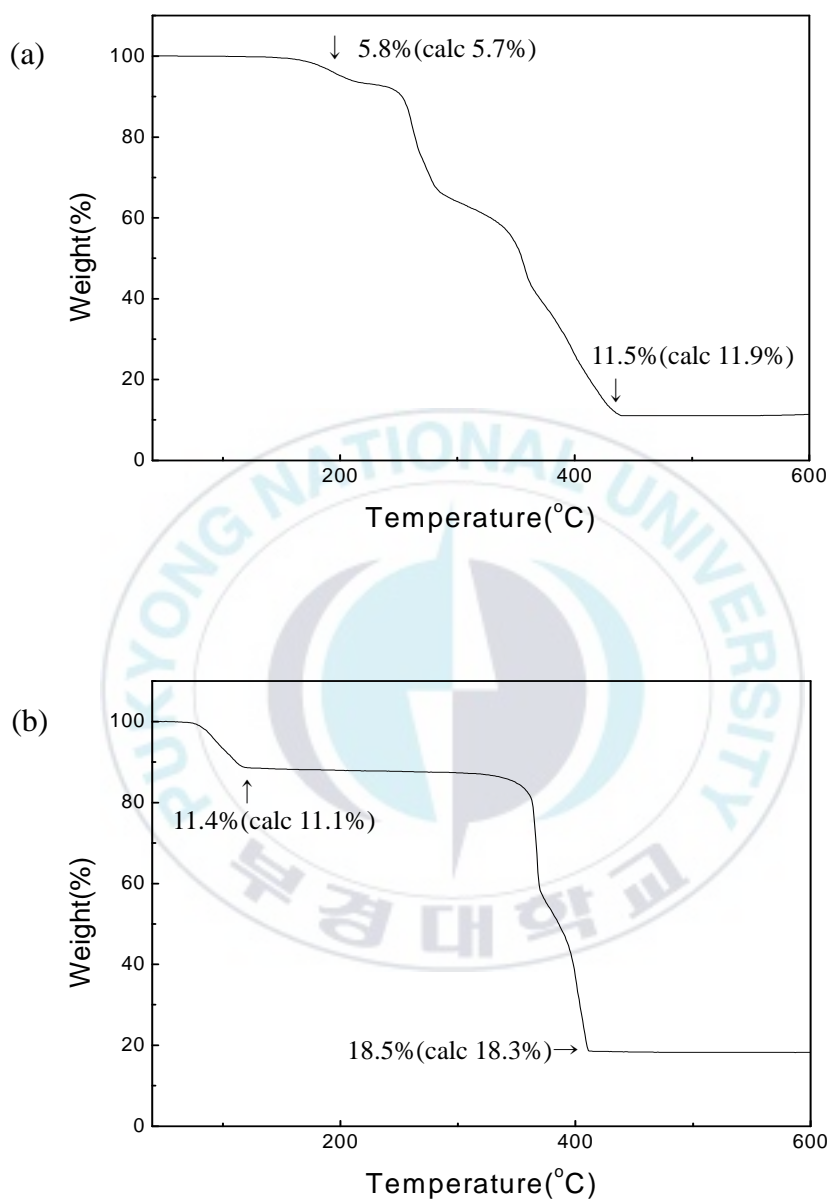 (a)
5.8%(calc 5.7%)
100
80
60
40
20
0
Weight(%)
11.5%(calc 11.9%)
200
400
600
Temperature(°C)
PUKYONG NATIONAL UNIVERSITY
부경대학교
(b)
100
80
60
40
20
0
Weight(%)
11.4%(calc 11.1%)
18.5%(calc 18.3%)
200
400
600
Temperature(°C)